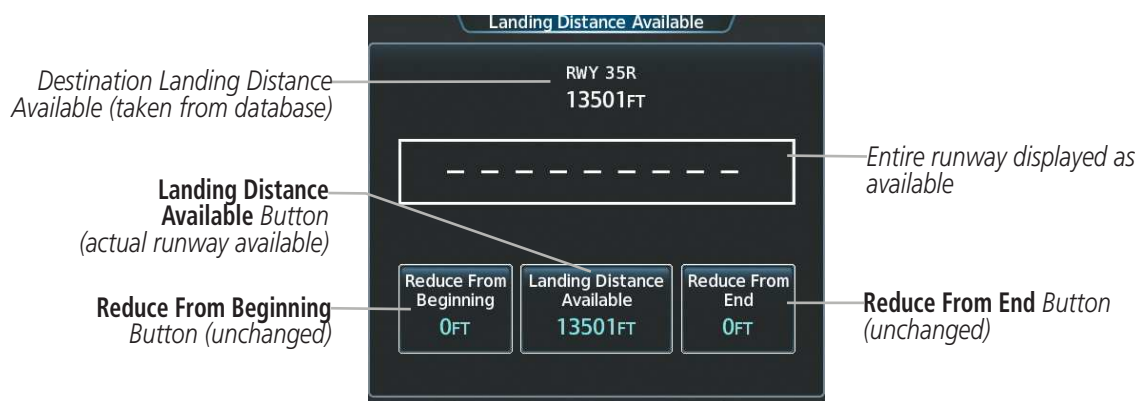 Landing Distance Available
Destination Landing Distance
Available (taken from database)
RWY 35R
13501FT
Entire runway displayed as
available
Landing Distance
Available Button
(actual runway available)
Reduce From Beginning
Button (unchanged)
Reduce From
Beginning
0FT
Landing Distance
Available
13501FT
Reduce From
End
0FT
Reduce From End Button
(unchanged)